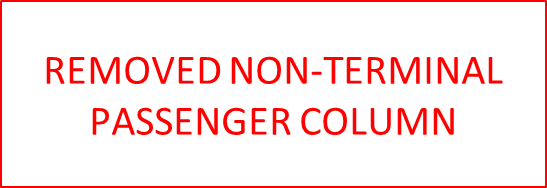 REMOVED NON-TERMINAL
PASSENGER COLUMN